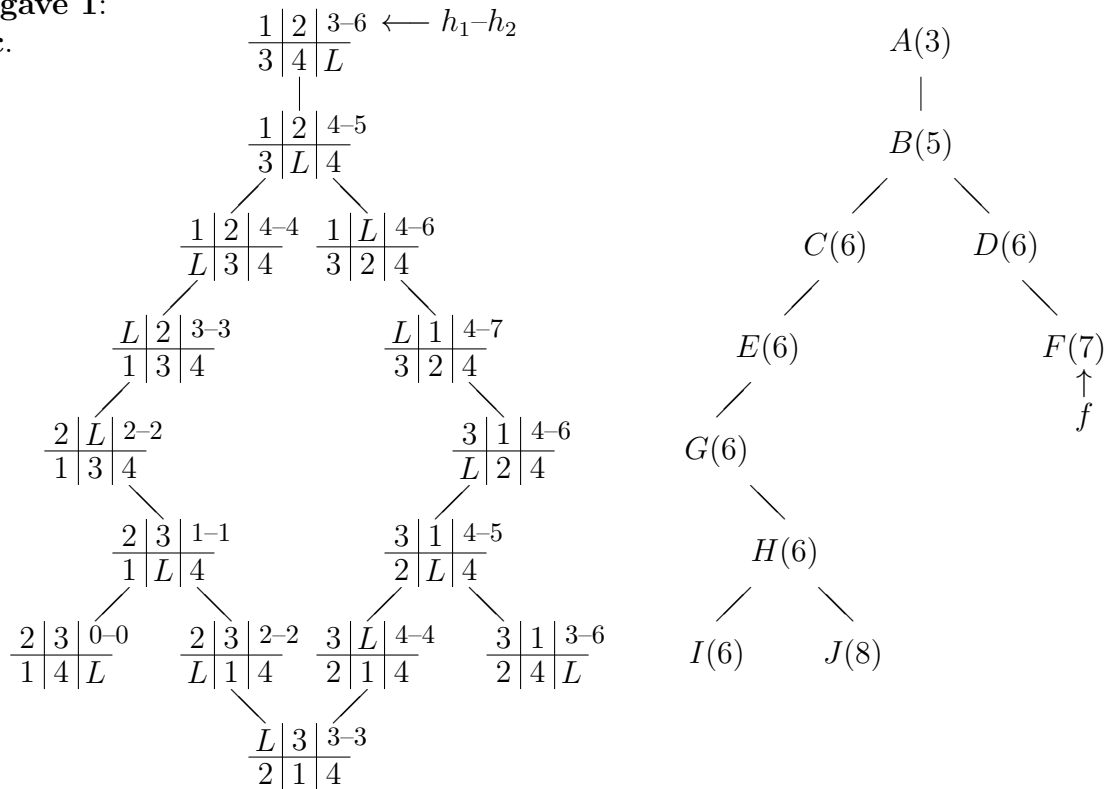 gave 1:
c.
1 2 3–6 ← h₁–h₂
3 4 L
1 2 4–5
3 L 4
1 2 4–4
L 3 4
1 L 4–6
3 2 4
L 2 3–3
1 3 4
L 1 4–7
3 2 4
2 L 2–2
1 3 4
3 1 4–6
L 2 4
2 3 1–1
1 L 4
3 1 4–5
2 L 4
2 3 0–0
1 4 L
2 3 2–2
L 1 4
3 L 4–4
2 1 4
3 1 3–6
2 4 L
L 3 3–3
2 1 4
A(3)
B(5)
C(6) D(6)
E(6) F(7)
↑
f
G(6)
H(6)
I(6) J(8)